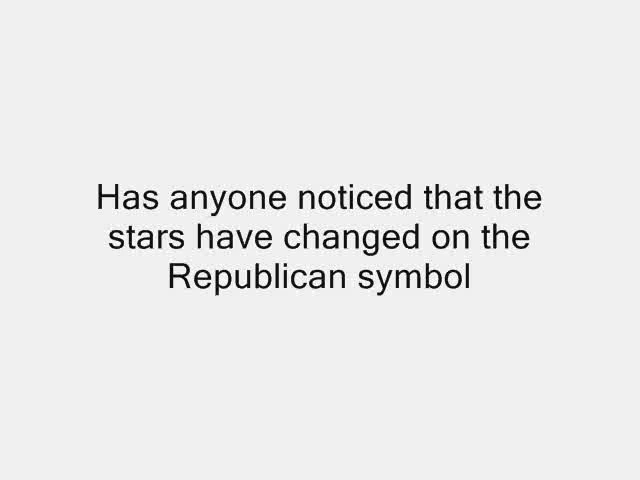 Has anyone noticed that the
stars have changed on the
Republican symbol